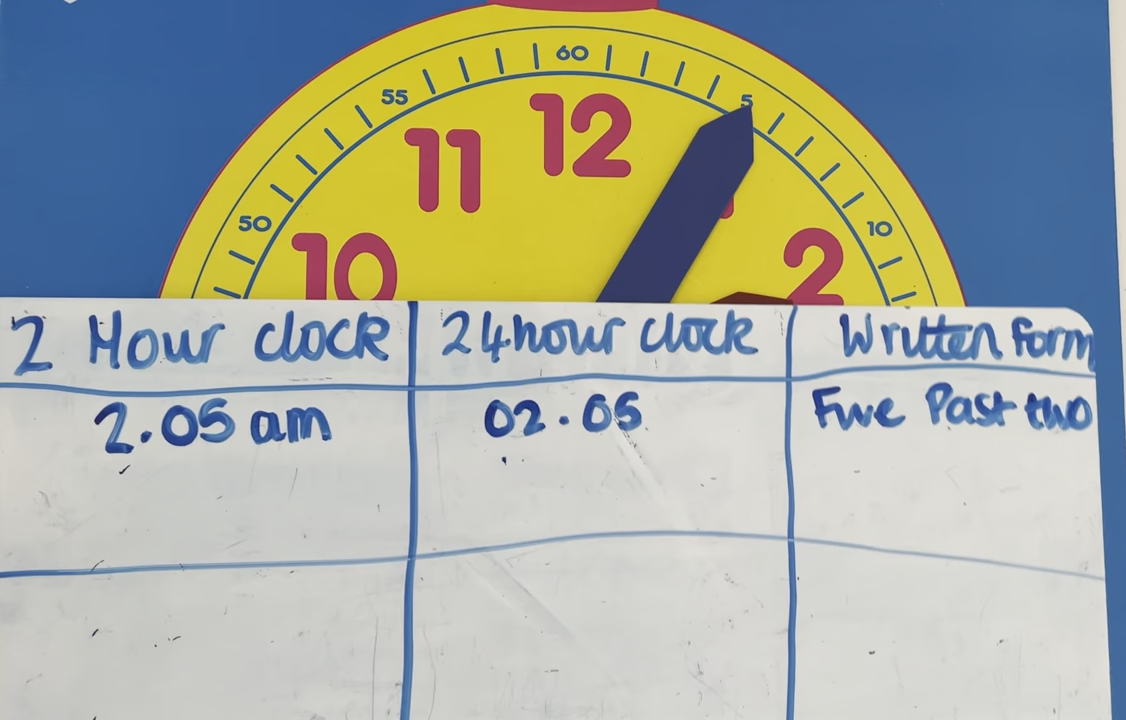 60
55
5
12
11
50
10
10
2
2 Hour clock
24hour clock
Written form
2.05 am
02.05
Five Past two